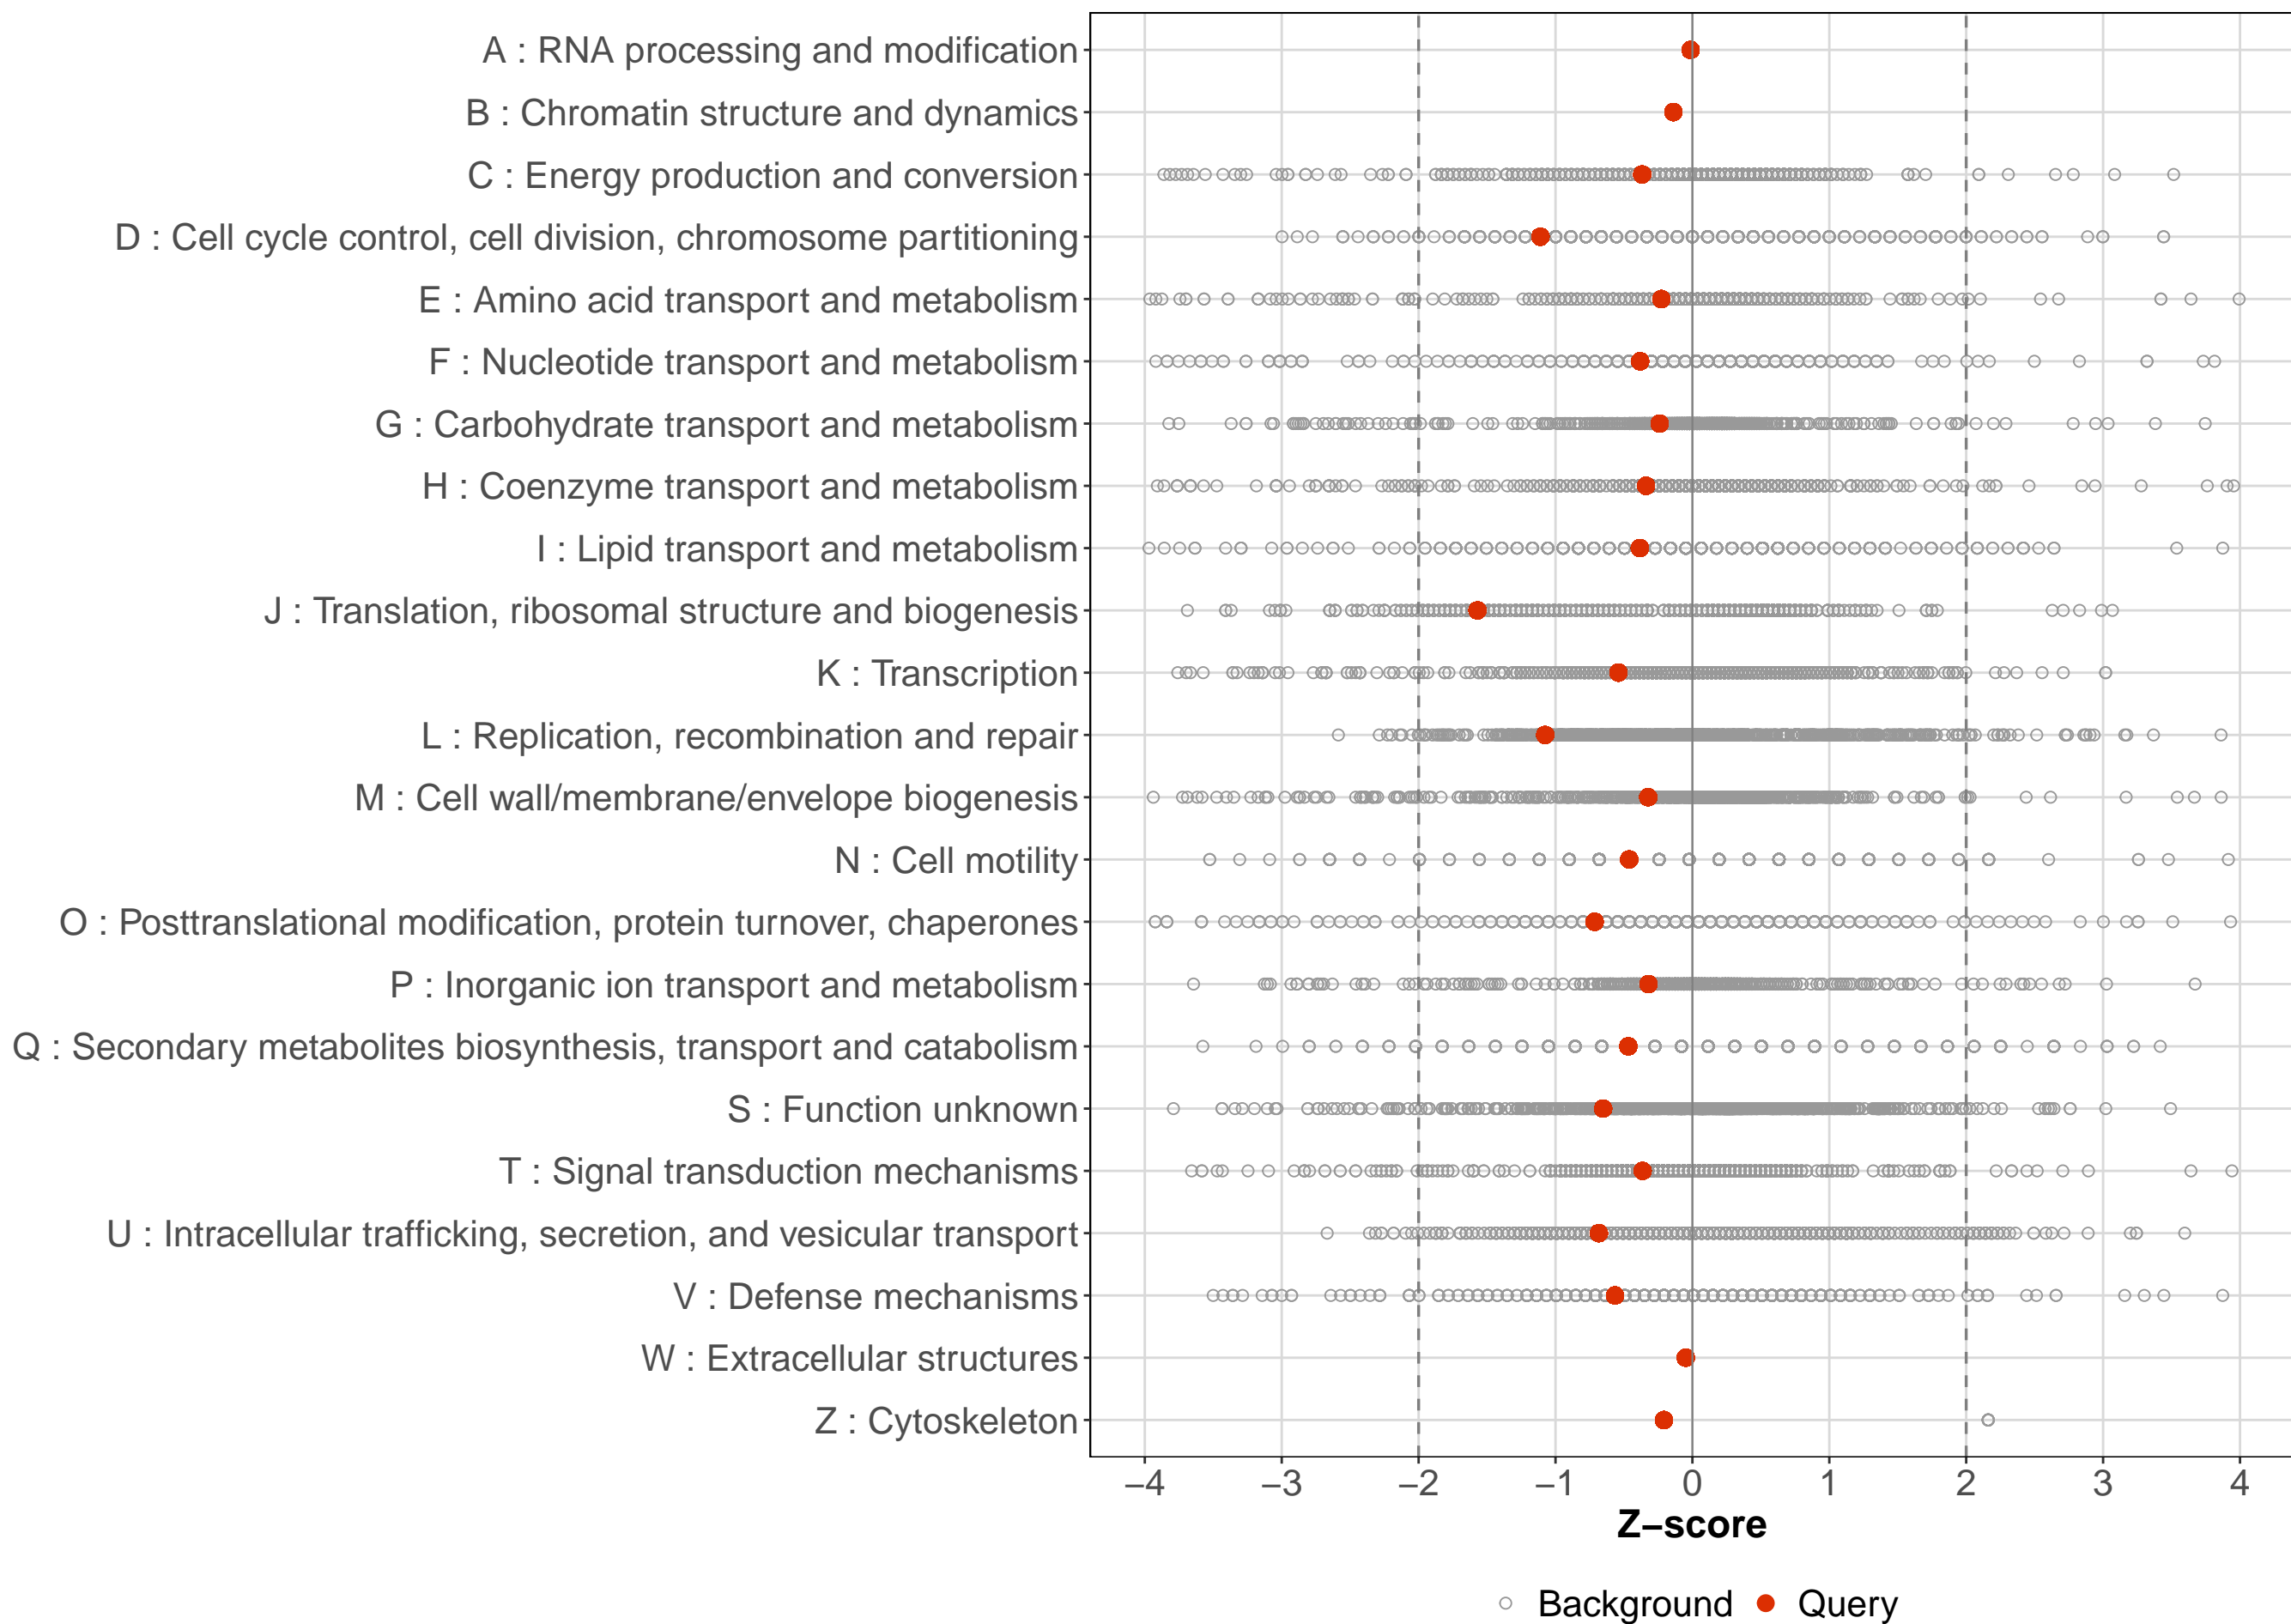 A : RNA processing and modification
B : Chromatin structure and dynamics
C : Energy production and conversion
D : Cell cycle control, cell division, chromosome partitioning
E : Amino acid transport and metabolism
F : Nucleotide transport and metabolism
G : Carbohydrate transport and metabolism
H : Coenzyme transport and metabolism
I : Lipid transport and metabolism
J : Translation, ribosomal structure and biogenesis
K : Transcription
L : Replication, recombination and repair
M : Cell wall/membrane/envelope biogenesis
N : Cell motility
O : Posttranslational modification, protein turnover, chaperones
P : Inorganic ion transport and metabolism
Q : Secondary metabolites biosynthesis, transport and catabolism
S : Function unknown
T : Signal transduction mechanisms
U : Intracellular trafficking, secretion, and vesicular transport
V : Defense mechanisms
W : Extracellular structures
Z : Cytoskeleton
−4 −3 −2 −1 0 1 2 3 4
Z−score
Background Query